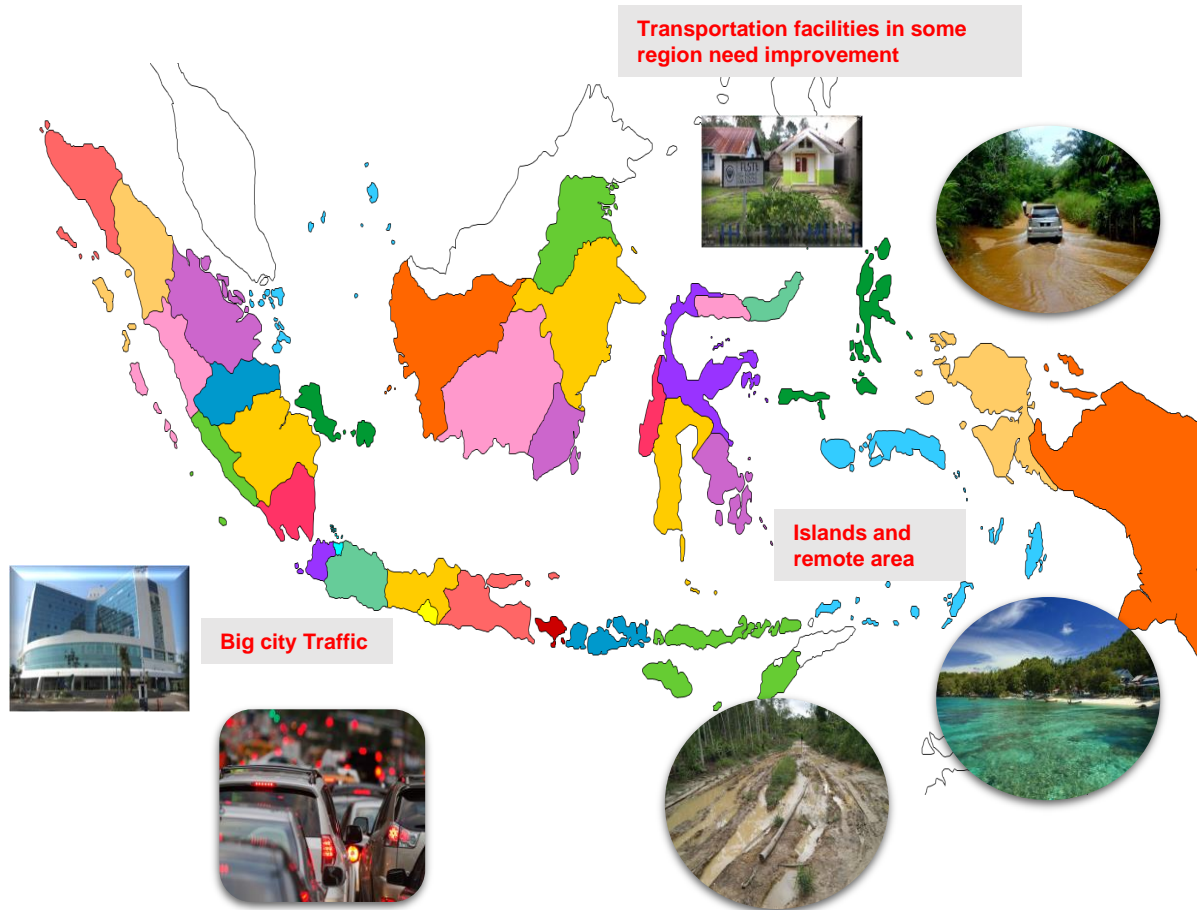 Transportation facilities in some
region need improvement
Islands and
remote area
Big city Traffic